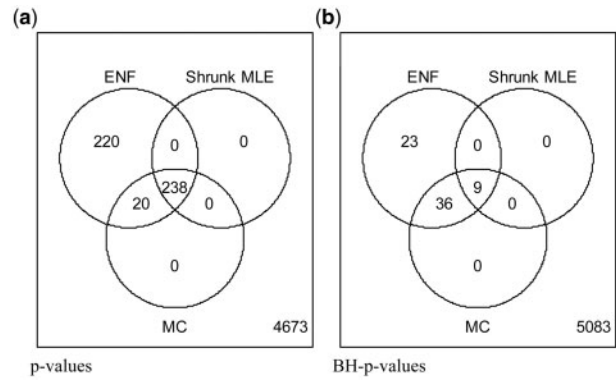 (a)
ENF Shrunk MLE
220 0 0
238
20 0
0
MC 4673
p-values
(b)
ENF Shrunk MLE
23 0 0
9
36 0
0
MC 5083
BH-p-values